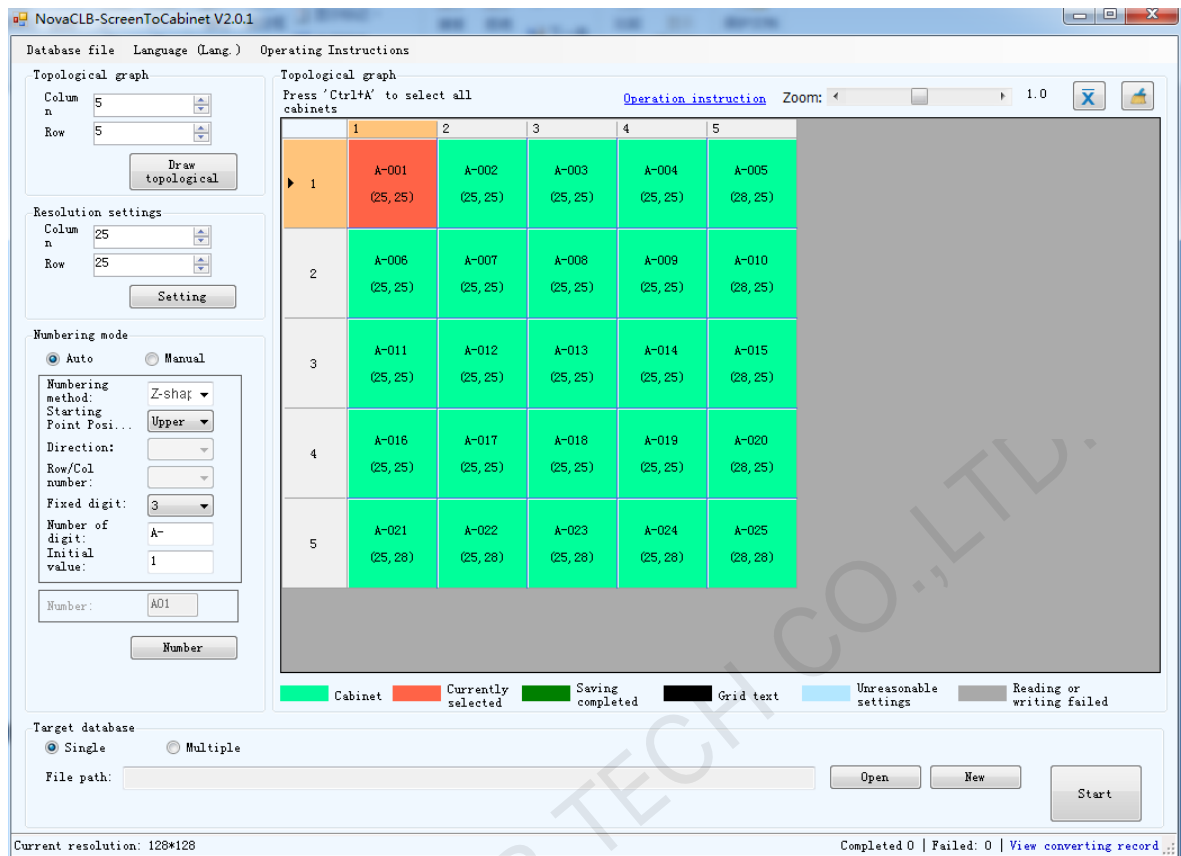 NovaCLB-ScreenToCabinet V2.0.1
Database file Language (Lang.) Operating Instructions
Topological graph
Colum
n
5
Row 5
Draw
topological
Resolution settings
Colum
n
25
Row 25
Setting
Numbering mode
Auto Manual
Numbering
method:
Z-shap
Starting
Point Posi...
Upper
Direction:
Row/Col
number:
Fixed digit: 3
Number of
digit:
A-
Initial
value:
1
Number: A01
Number
Topological graph
Press 'Ctrl+A' to select all
cabinets
Operation instruction Zoom: 1.0
X
1 2 3 4 5
1
A-001 A-002 A-003 A-004 A-005
(25,25) (25,25) (25,25) (25,25) (28,25)
2
A-006 A-007 A-008 A-009 A-010
(25,25) (25,25) (25,25) (25,25) (28,25)
3
A-011 A-012 A-013 A-014 A-015
(25,25) (25,25) (25,25) (25,25) (28,25)
4
A-016 A-017 A-018 A-019 A-020
(25,25) (25,25) (25,25) (25,25) (28,25)
5
A-021 A-022 A-023 A-024 A-025
(25,28) (25,28) (25,28) (25,28) (28,28)
Cabinet
Currently
selected
Saving
completed
Grid text
Unreasonable
settings
Reading or
writing failed
Target database
Single Multiple
File path:
Open New
Start
Current resolution: 128*128
Completed 0 | Failed: 0 | View converting record
TECH CO.,LTD.